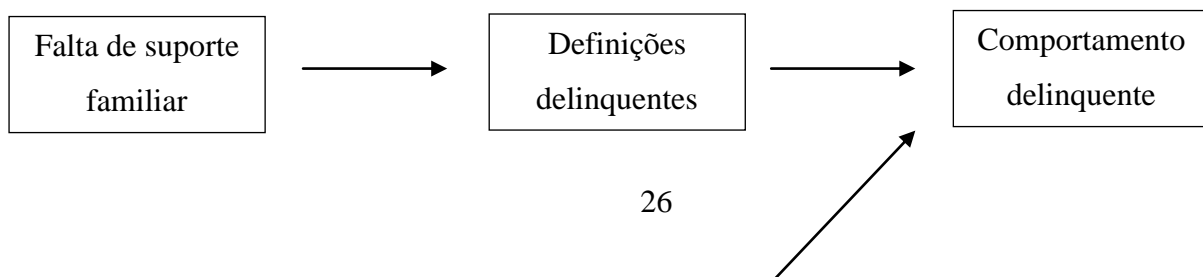 Falta de suporte
familiar
Definições
delinquentes
Comportamento
delinquente
26